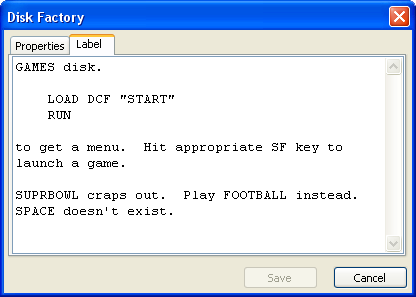 Disk Factory
Properties Label
GAMES disk.
LOAD DCF "START"
RUN
to get a menu. Hit appropriate SF key to
launch a game.
SUPRBOWL craps out. Play FOOTBALL instead.
SPACE doesn't exist.
Save Cancel